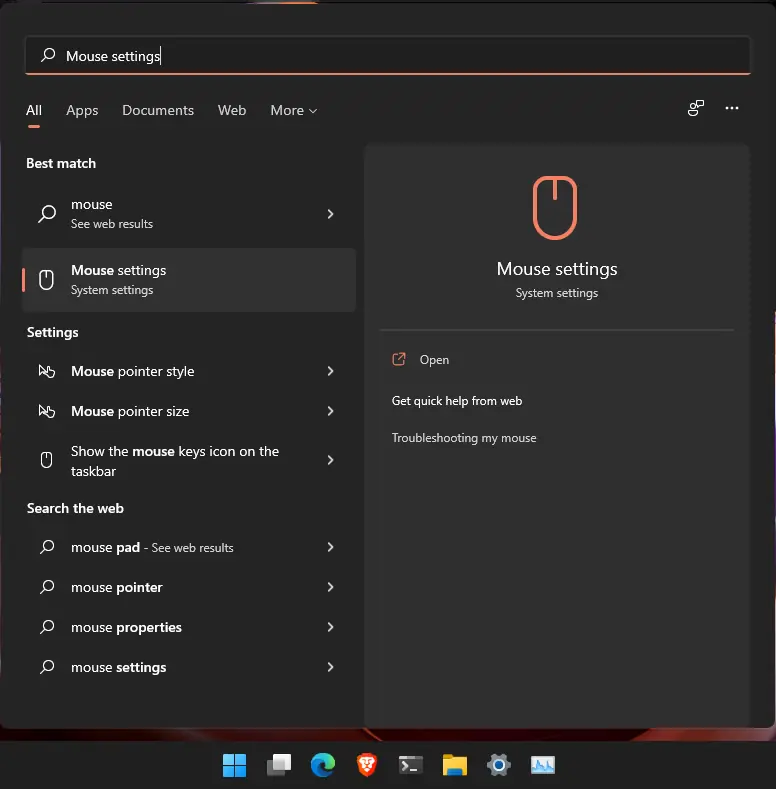 Mouse settings
All Apps Documents Web More
Best match
mouse
See web results
Mouse settings
System settings
Settings
Mouse pointer style
Mouse pointer size
Show the mouse keys icon on the
taskbar
Search the web
mouse pad - See web results
mouse pointer
mouse properties
mouse settings
Mouse settings
System settings
Open
Get quick help from web
Troubleshooting my mouse